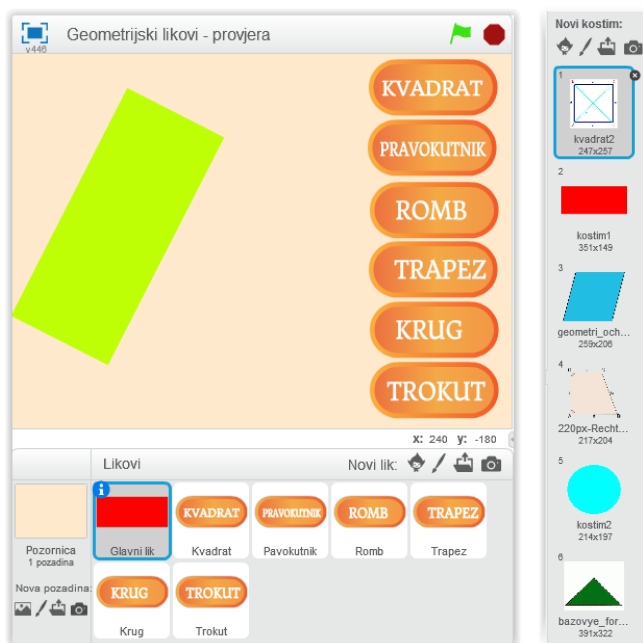 Geometrijski likovi - provjera
v446
KVADRAT
PRAVOKUTNIK
ROMB
TRAPEZ
KRUG
TROKUT
x: 240 y: -180
Likovi
Novi lik:
Pozornica
1 pozadina
Nova pozadina:
Glavni lik
KVADRAT
Kvadrat
PRAVOKUTNIK
Pavokutnik
ROMB
Romb
TRAPEZ
Trapez
KRUG
Krug
TROKUT
Trokut
Novi kostim:
1
kvadrat2
247x257
2
kostim1
351x149
3
geometri_och...
259x206
4
220px-Recht...
217x204
5
kostim2
214x197
6
bazovye_for...
391x322